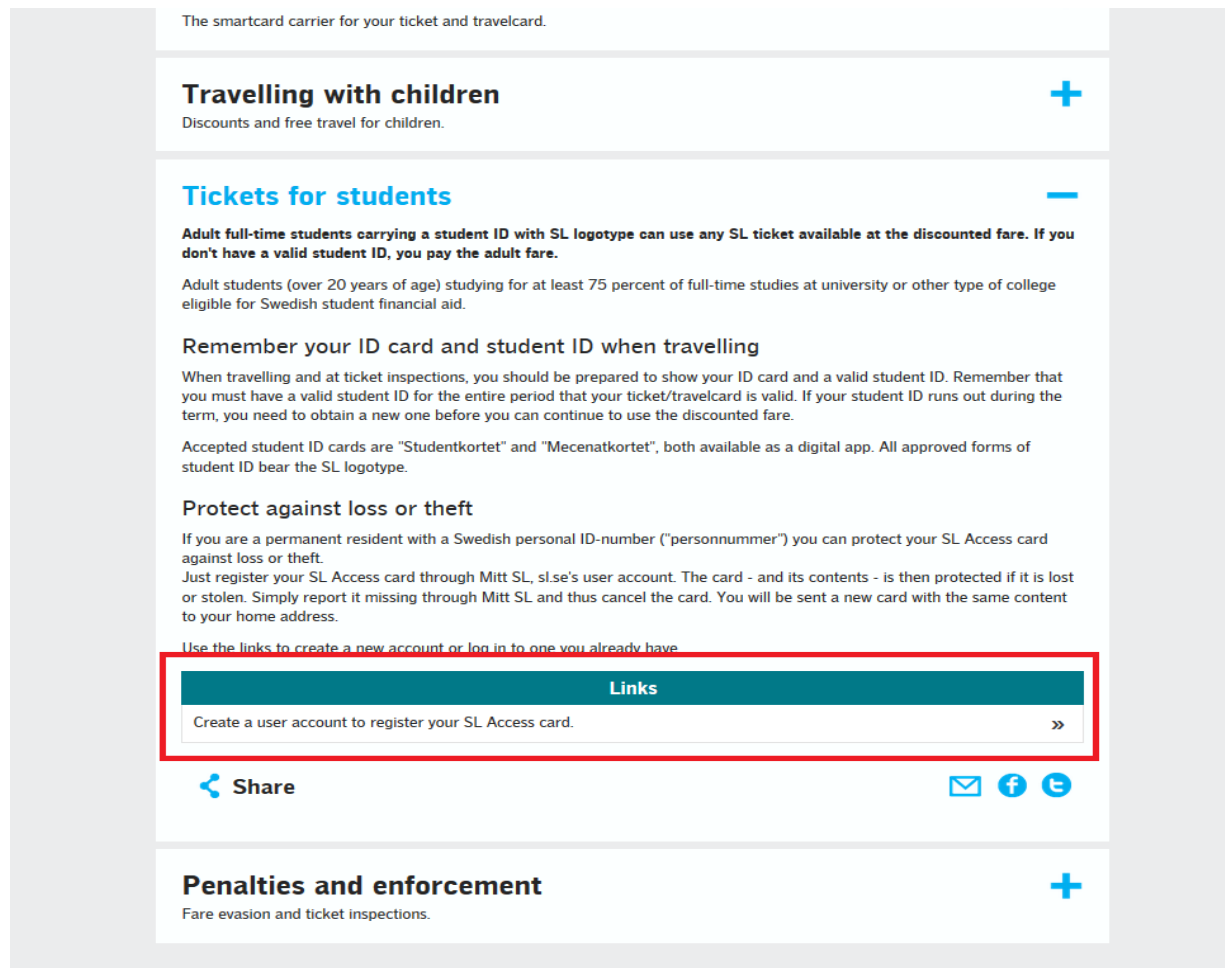 The smartcard carrier for your ticket and travelcard.
Travelling with children
Discounts and free travel for children.
Tickets for students
Adult full-time students carrying a student ID with SL logotype can use any SL ticket available at the discounted fare. If you
don't have a valid student ID, you pay the adult fare.
Adult students (over 20 years of age) studying for at least 75 percent of full-time studies at university or other type of college
eligible for Swedish student financial aid.
Remember your ID card and student ID when travelling
When travelling and at ticket inspections, you should be prepared to show your ID card and a valid student ID. Remember that
you must have a valid student ID for the entire period that your ticket/travelcard is valid. If your student ID runs out during the
term, you need to obtain a new one before you can continue to use the discounted fare.
Accepted student ID cards are "Studentkortet" and "Mecenatkortet", both available as a digital app. All approved forms of
student ID bear the SL logotype.
Protect against loss or theft
If you are a permanent resident with a Swedish personal ID-number ("personnummer") you can protect your SL Access card
against loss or theft.
Just register your SL Access card through Mitt SL, sl.se's user account. The card - and its contents - is then protected if it is lost
or stolen. Simply report it missing through Mitt SL and thus cancel the card. You will be sent a new card with the same content
to your home address.
Use the links to create a new account or log in to one you already have
Links
Create a user account to register your SL Access card. »
Share
Penalties and enforcement
Fare evasion and ticket inspections.